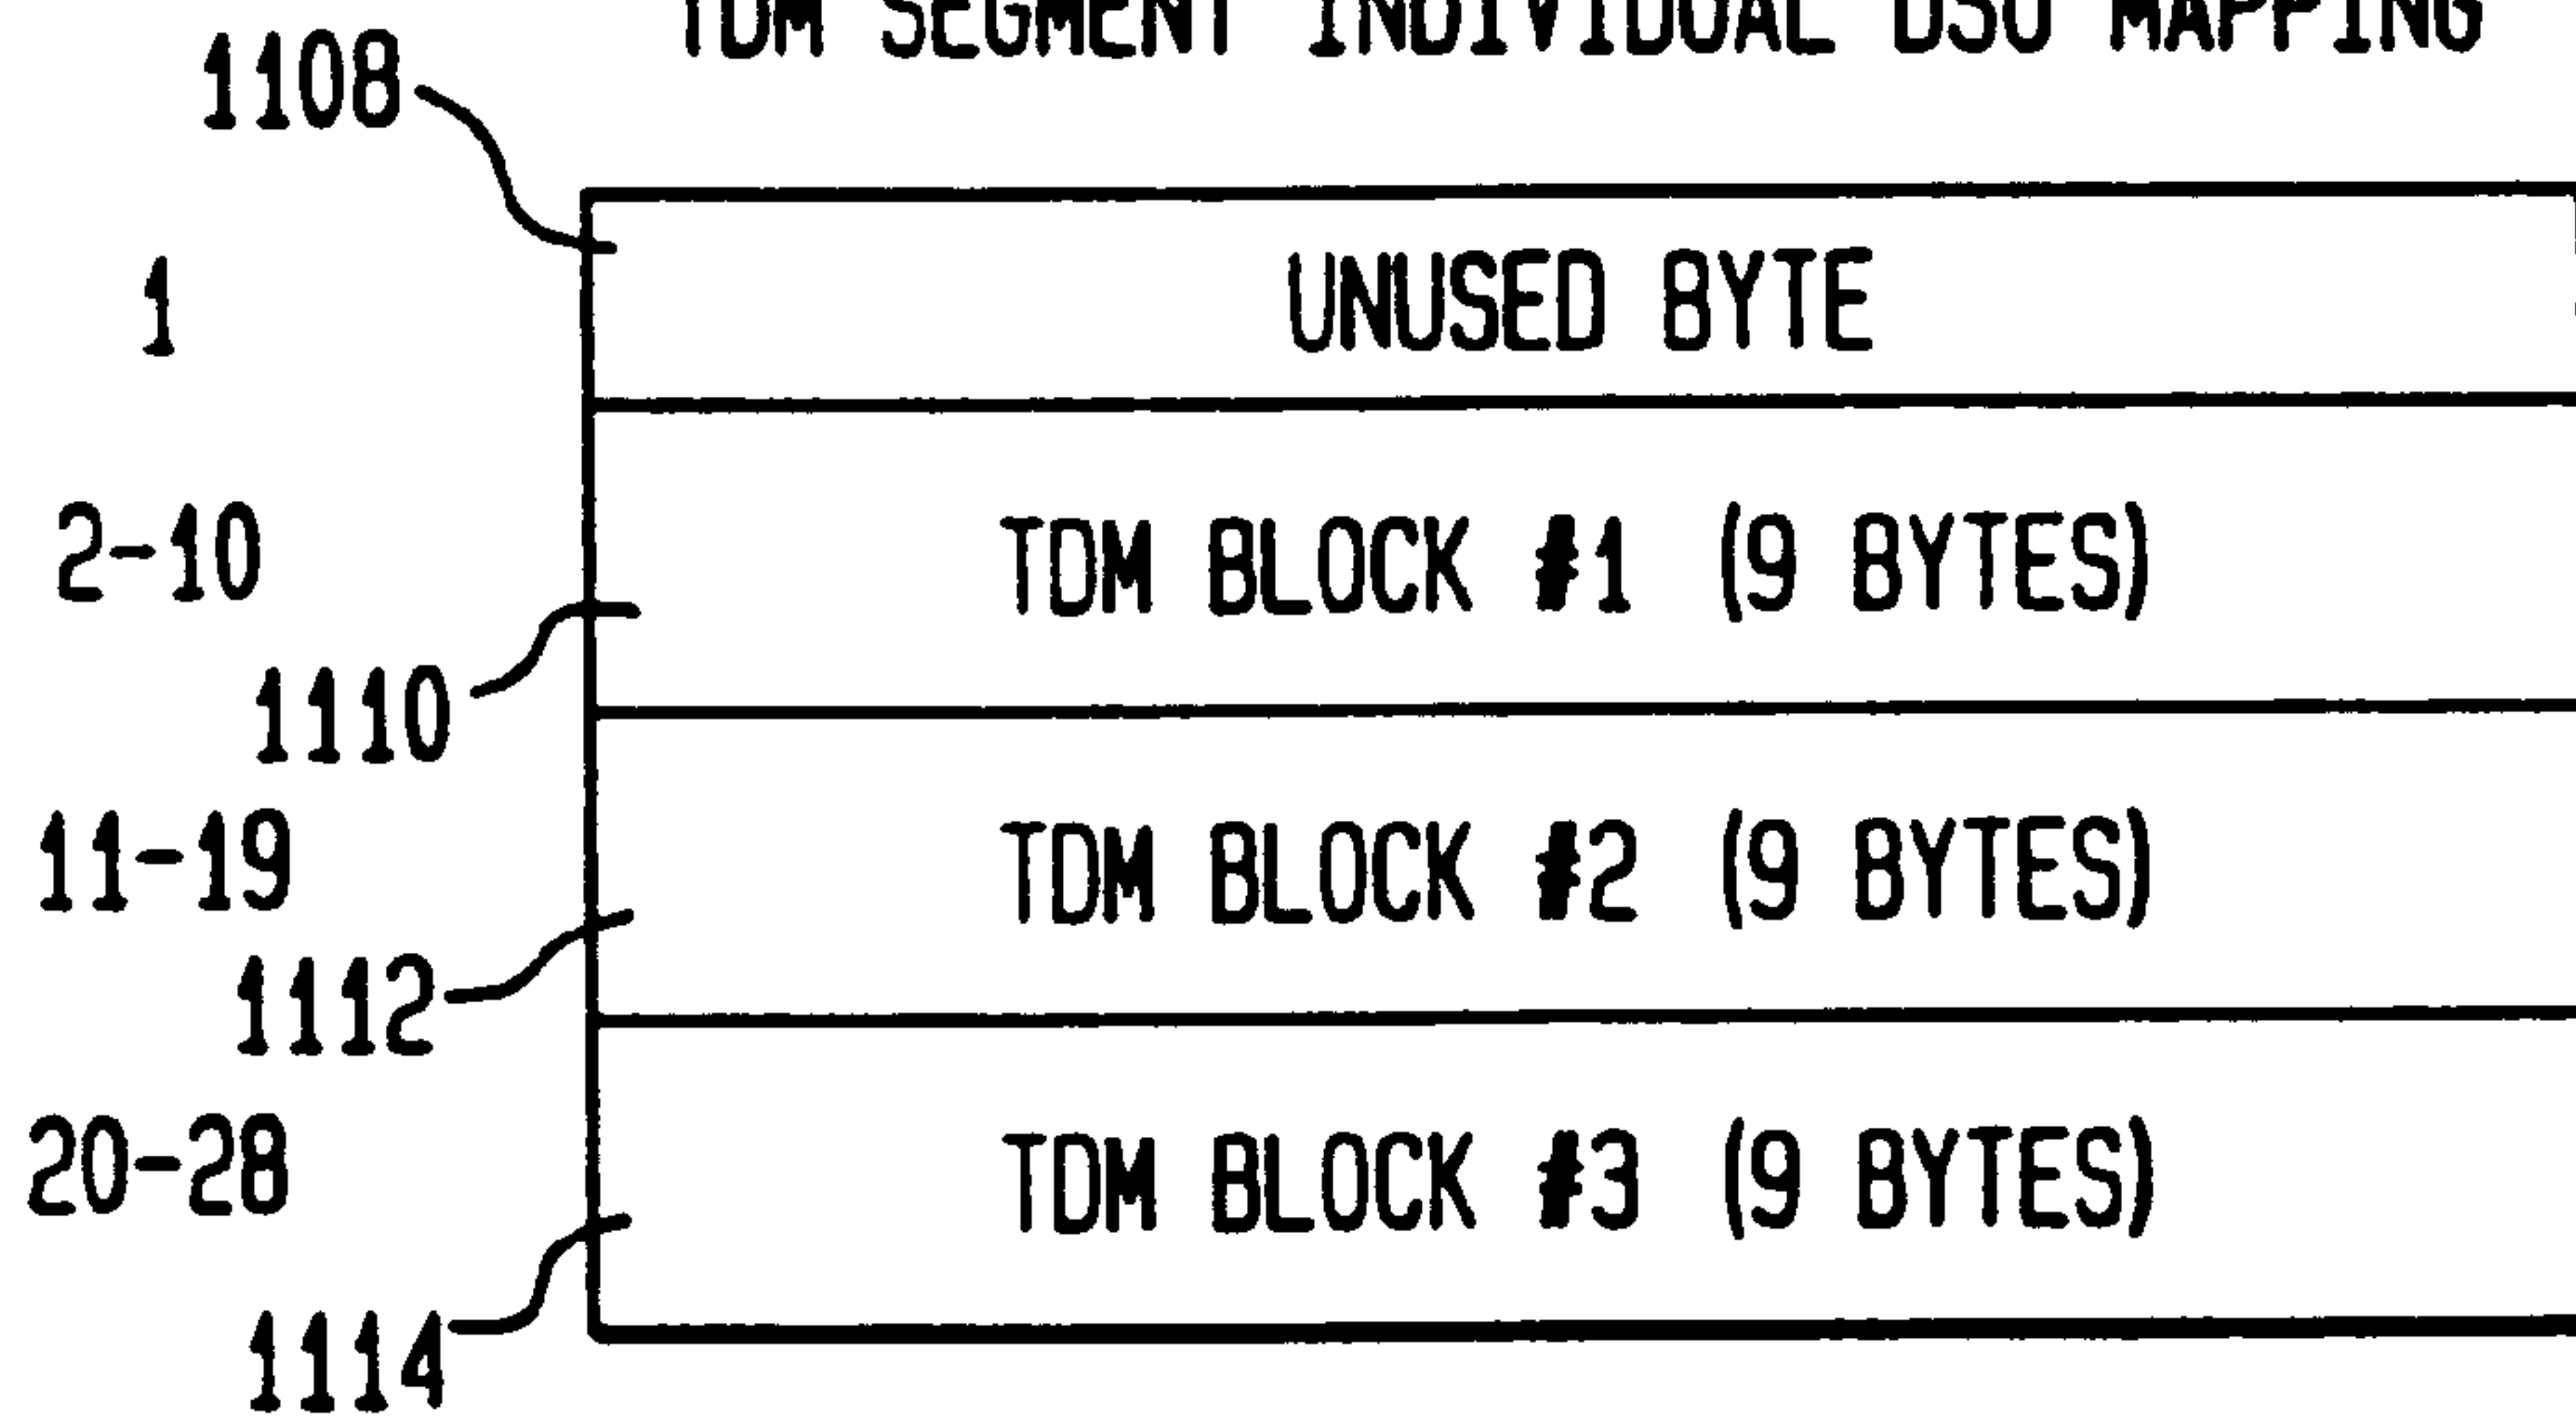 TDM SEGMENT INDIVIDUAL DS0 MAPPING
1108
1
UNUSED BYTE
2-10
TDM BLOCK #1 (9 BYTES)
1110
11-19
TDM BLOCK #2 (9 BYTES)
1112
20-28
TDM BLOCK #3 (9 BYTES)
1114